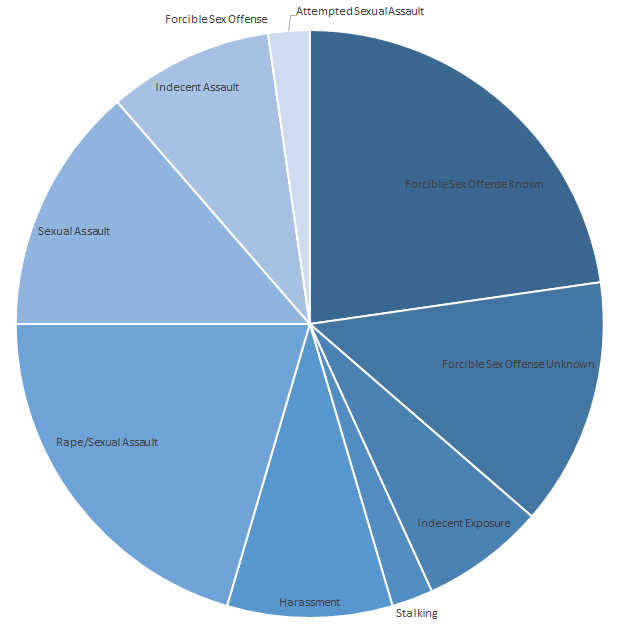 Attempted Sexual Assault
Forcible Sex Offense
Indecent Assault
Forcible Sex Offense Known
Sexual Assault
Forcible Sex Offense Unknown
Rape/Sexual Assault
Indecent Exposure
Harassment
Stalking